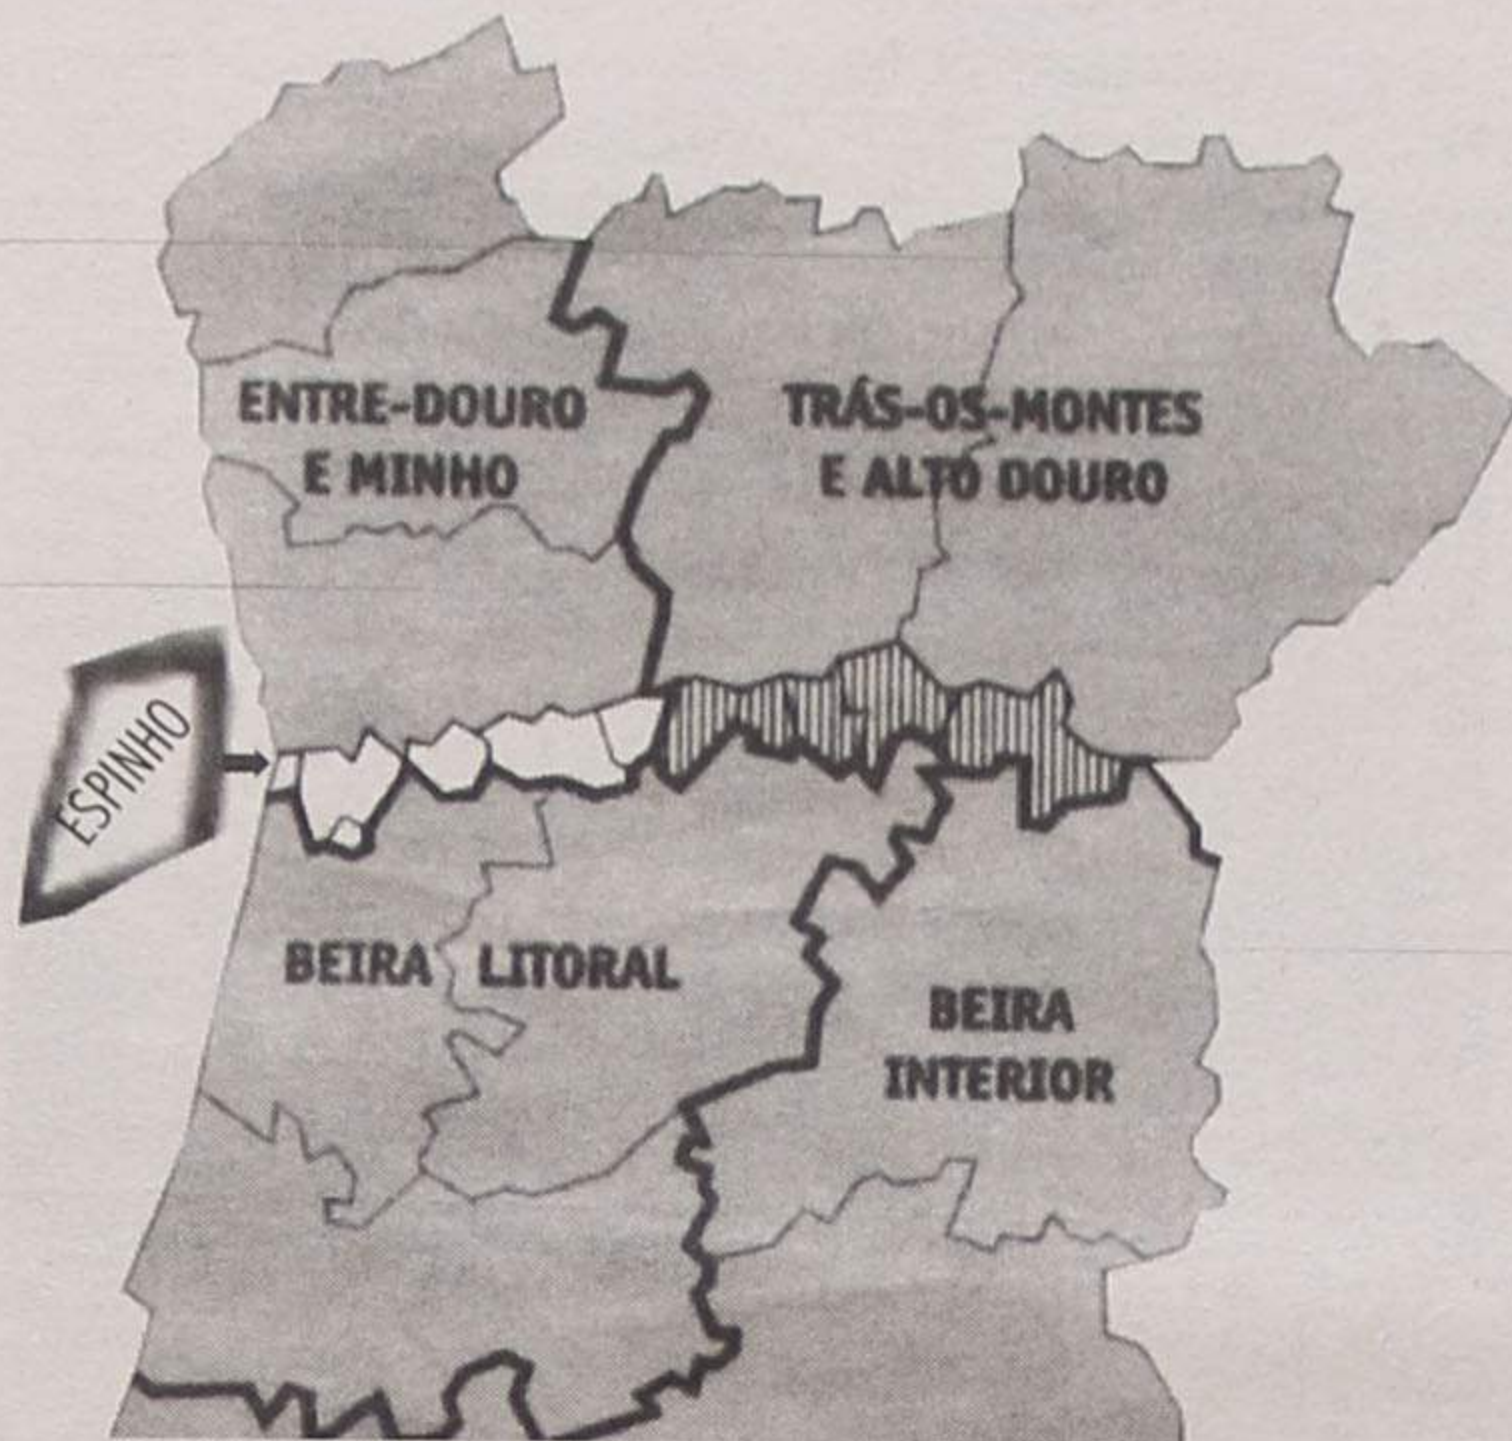 ENTRE-DOURO
E MINHO
TRÁS-OS-MONTES
E ALTO DOURO
ESPINHO
BEIRA LITORAL
BEIRA
INTERIOR